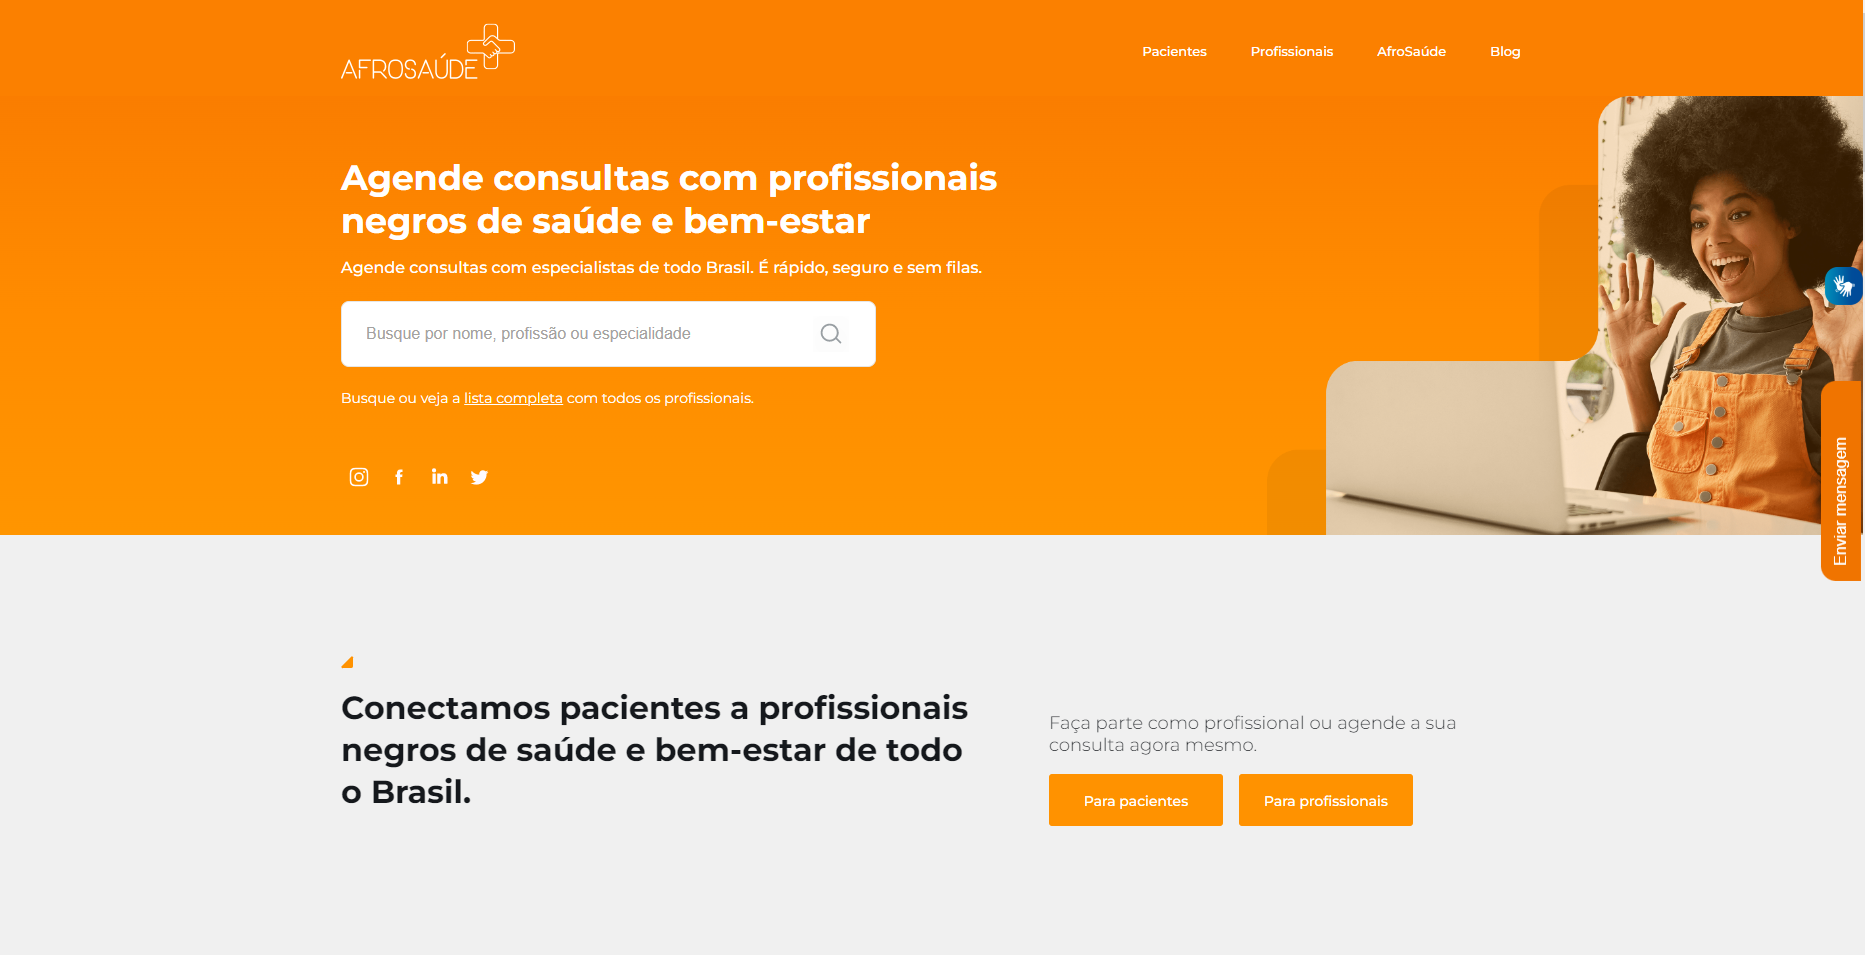 AFROSAÚDE
Pacientes
Profissionais
AfroSaúde
Blog
Agende consultas com profissionais
negros de saúde e bem-estar
Agende consultas com especialistas de todo Brasil. É rápido, seguro e sem filas.
Busque por nome, profissão ou especialidade
Busque ou veja a lista completa com todos os profissionais.
Enviar mensagem
Conectamos pacientes a profissionais
negros de saúde e bem-estar de todo
o Brasil.
Faça parte como profissional ou agende a sua
consulta agora mesmo.
Para pacientes
Para profissionais